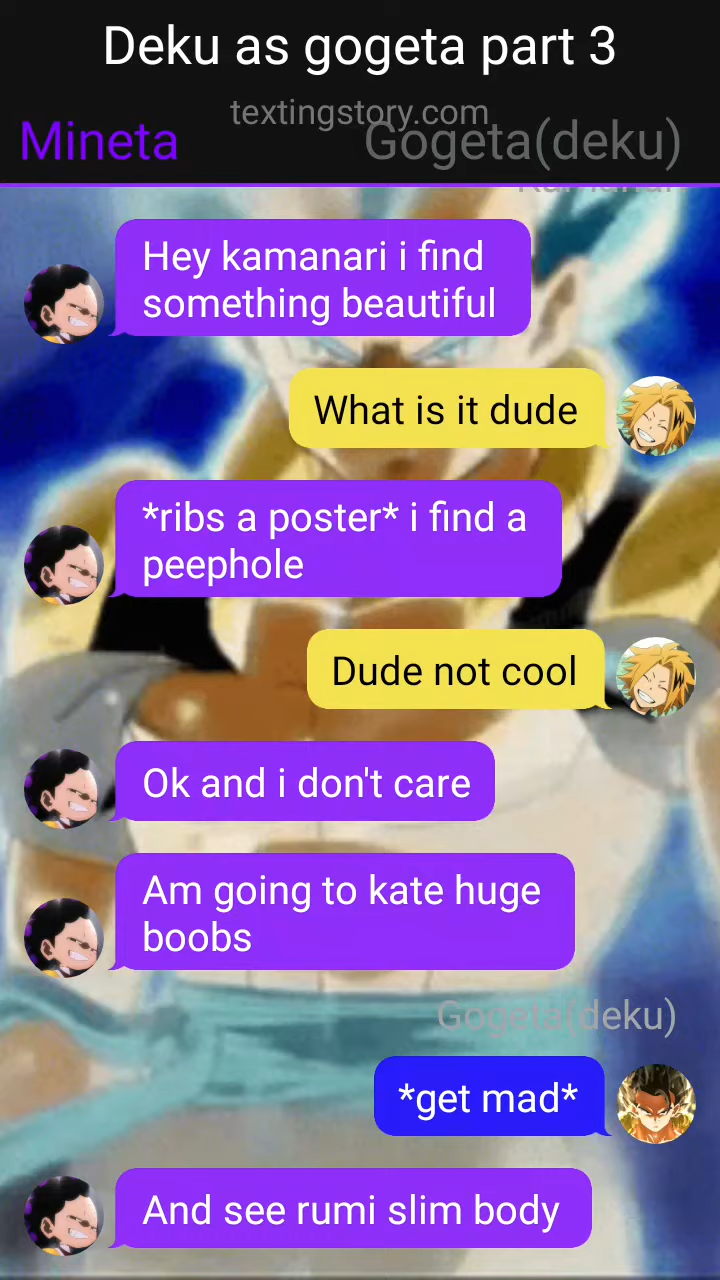 Deku as gogeta part 3
textingstory.com
Mineta
Gogeta(deku)
Hey kamanari i find
something beautiful
What is it dude
*ribs a poster* i find a
peephole
Dude not cool
Ok and i don't care
Am going to kate huge
boobs
Gogeta(deku)
*get mad*
And see rumi slim body